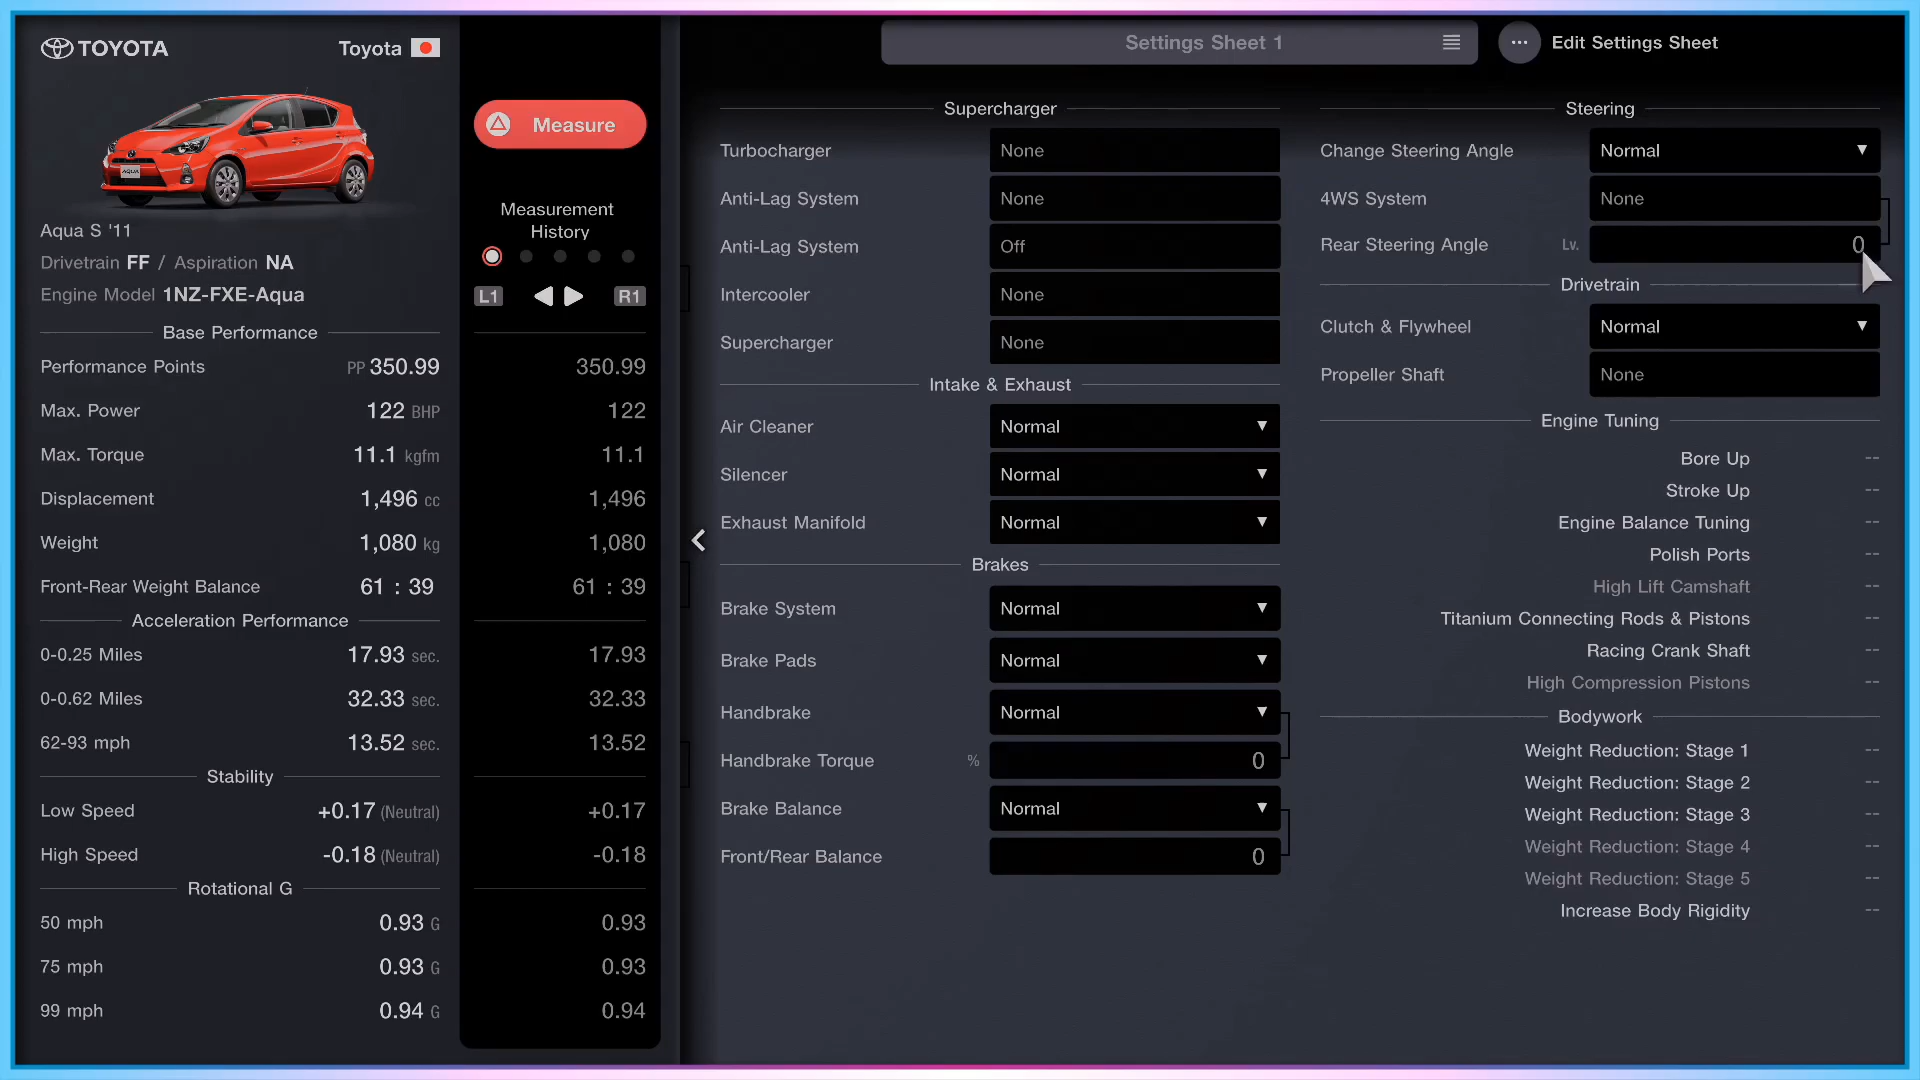 TOYOTA
Toyota
AQUA
Aqua S '11
Drivetrain FF / Aspiration NA
Engine Model 1NZ-FXE-Aqua
Base Performance
Performance Points PP 350.99
Max. Power 122 BHP
Max. Torque 11.1 kgfm
Displacement 1,496 cc
Weight 1,080 kg
Front-Rear Weight Balance 61 : 39
Acceleration Performance
0-0.25 Miles 17.93 sec.
0-0.62 Miles 32.33 sec.
62-93 mph 13.52 sec.
Stability
Low Speed +0.17 (Neutral)
High Speed -0.18 (Neutral)
Rotational G
50 mph 0.93 G
75 mph 0.93 G
99 mph 0.94 G
Measure
Measurement
History
L1 R1
350.99
122
11.1
1,496
1,080
61 : 39
17.93
32.33
13.52
+0.17
-0.18
0.93
0.93
0.94
Settings Sheet 1
Edit Settings Sheet
Supercharger
Turbocharger None
Anti-Lag System None
Anti-Lag System Off
Intercooler None
Supercharger None
Intake & Exhaust
Air Cleaner Normal
Silencer Normal
Exhaust Manifold Normal
Brakes
Brake System Normal
Brake Pads Normal
Handbrake Normal
Handbrake Torque % 0
Brake Balance Normal
Front/Rear Balance 0
Steering
Change Steering Angle Normal
4WS System None
Rear Steering Angle Lv. 0
Drivetrain
Clutch & Flywheel Normal
Propeller Shaft None
Engine Tuning
Bore Up --
Stroke Up --
Engine Balance Tuning --
Polish Ports --
High Lift Camshaft --
Titanium Connecting Rods & Pistons --
Racing Crank Shaft --
High Compression Pistons --
Bodywork
Weight Reduction: Stage 1 --
Weight Reduction: Stage 2 --
Weight Reduction: Stage 3 --
Weight Reduction: Stage 4 --
Weight Reduction: Stage 5 --
Increase Body Rigidity --